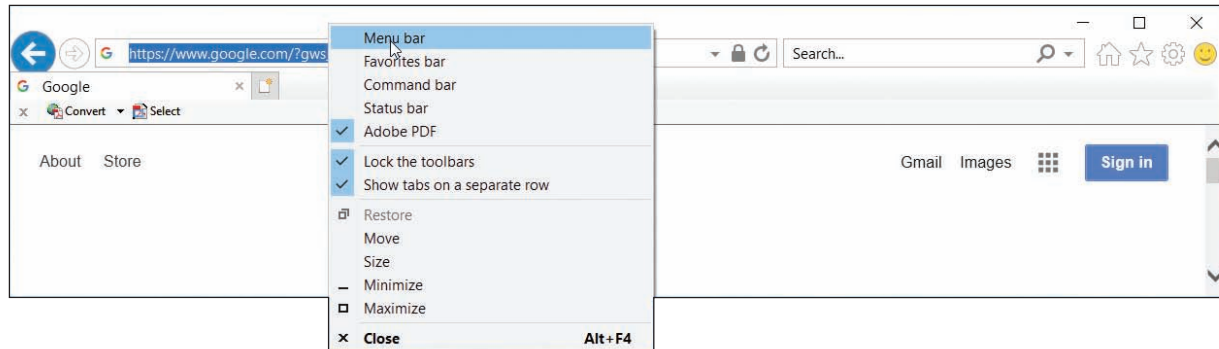 https://www.google.com/?gws
Search...
Google
Convert Select
About Store
Gmail Images Sign in
Menu bar
Favorites bar
Command bar
Status bar
Adobe PDF
Lock the toolbars
Show tabs on a separate row
Restore
Move
Size
Minimize
Maximize
Close Alt+F4